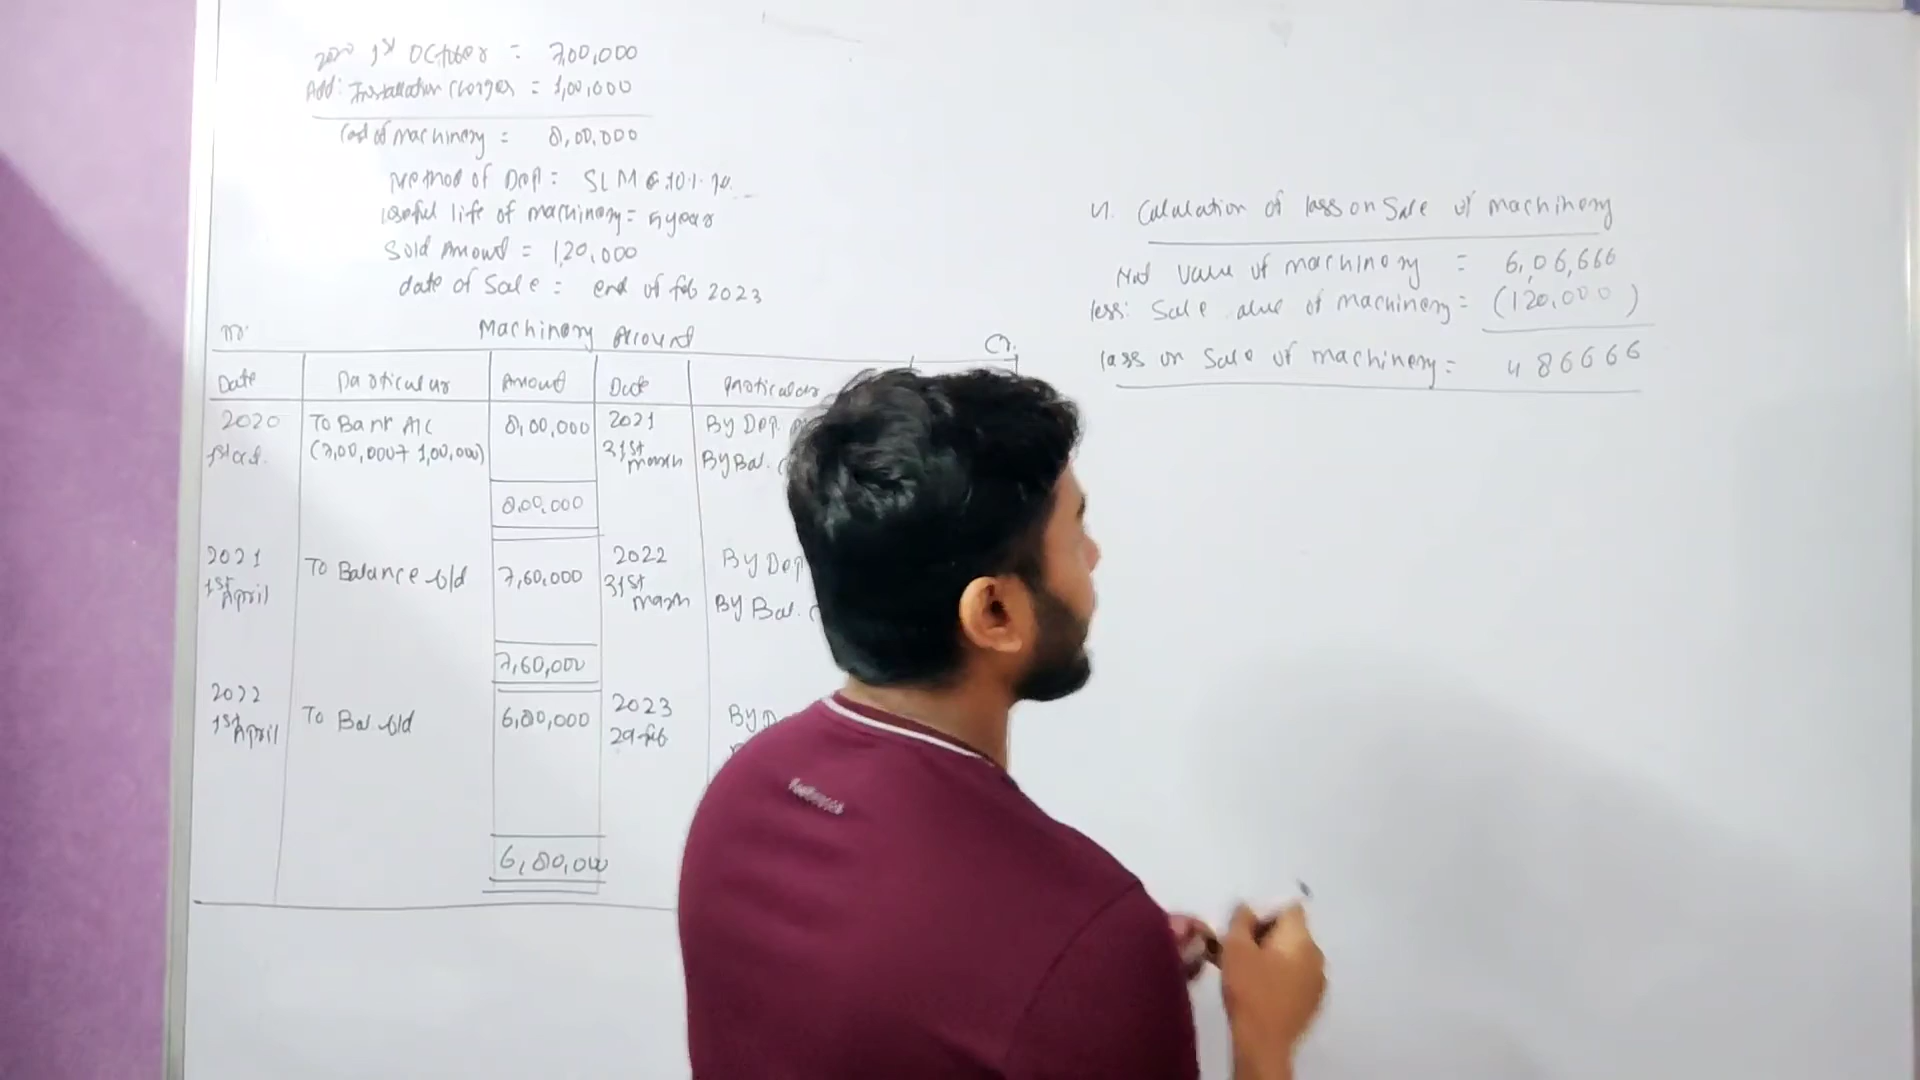 2020 1st October = 7,00,000
Add: Installation Charges = 1,00,000
Cost of machinery = 8,00,000
Method of Dep = SLM @ 10%
Useful life of machinery = 5 year
Sold Amount = 1,20,000
date of Sale = end of feb 2023
Dr. Machinery Account Cr.
Date Particular Amount Date Particular
2020 To Bank A/C 8,00,000 2021 By Dep.
1st oct. (7,00,000+ 1,00,000) 31st march By Bal.
8,00,000
2021 1st April To Balance b/d 7,60,000 2022 31st march By Dep
By Bal.
7,60,000
2022 1st April To Bal. b/d 6,80,000 2023 29 feb By D
6,80,000
4. Calculation of loss on Sale of machinery
Net value of machinery = 6,06,666
less: Sale value of machinery = (1,20,000)
loss on Sale of machinery = 486666